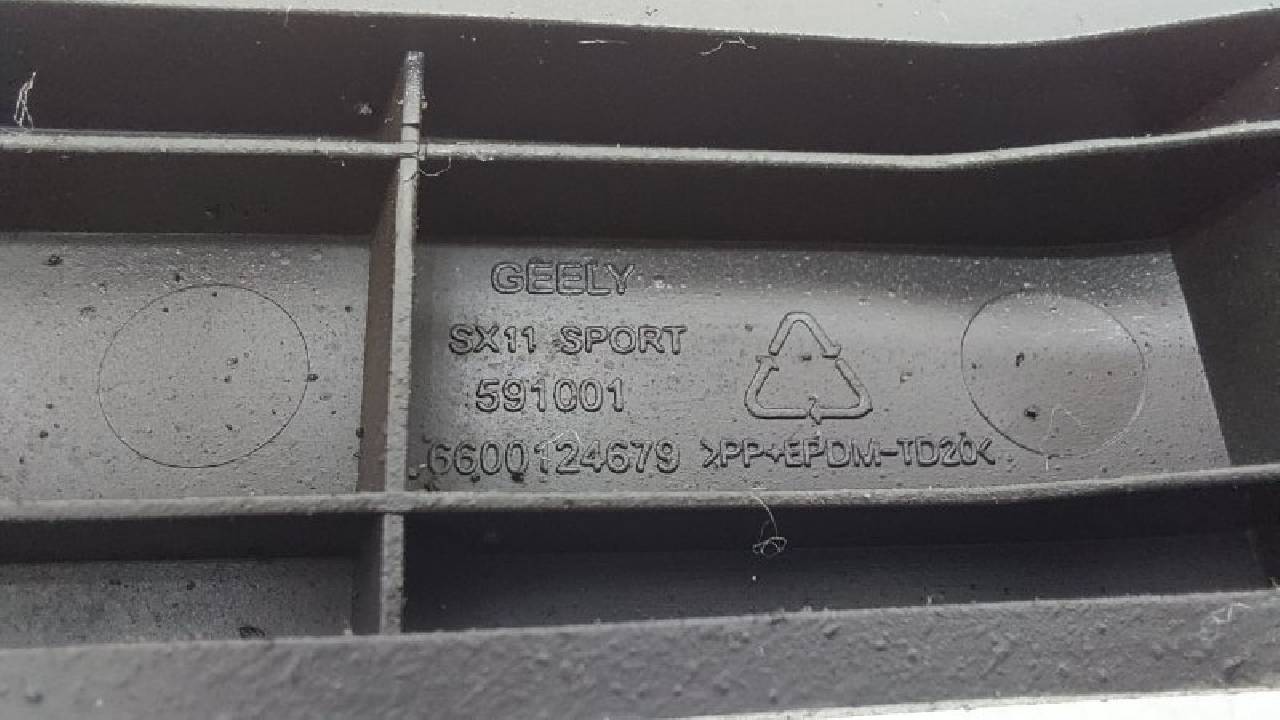 GEELY
SX11 SPORT
591001
6600124679 >PP+EPDM-TD20<